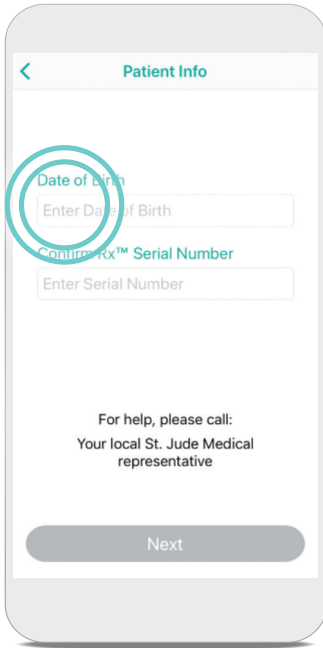 Patient Info
Date of Birth
Enter Date of Birth
Confirm Rx™ Serial Number
Enter Serial Number
For help, please call:
Your local St. Jude Medical
representative
Next